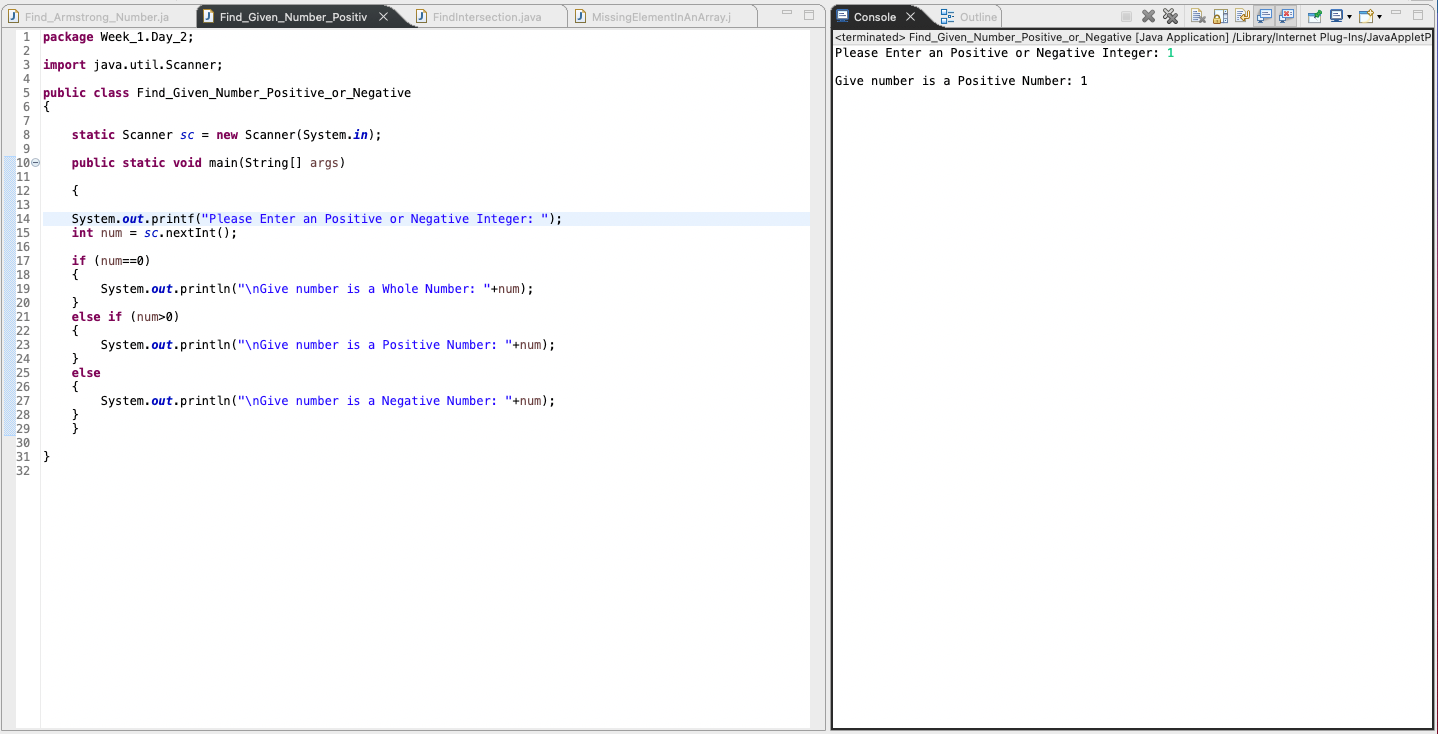 Find_Armstrong_Number.ja
Find_Given_Number_Positiv
FindIntersection.java
MissingElementInAnArray.j
1 package Week_1.Day_2;
2
3 import java.util.Scanner;
4
5 public class Find_Given_Number_Positive_or_Negative
6 {
7
8 static Scanner sc = new Scanner(System.in);
9
10 public static void main(String[] args)
11
12 {
13
14 System.out.printf("Please Enter an Positive or Negative Integer: ");
15 int num = sc.nextInt();
16
17 if (num==0)
18 {
19 System.out.println("\nGive number is a Whole Number: "+num);
20 }
21 else if (num>0)
22 {
23 System.out.println("\nGive number is a Positive Number: "+num);
24 }
25 else
26 {
27 System.out.println("\nGive number is a Negative Number: "+num);
28 }
29 }
30
31 }
32
Console
Outline
<terminated> Find_Given_Number_Positive_or_Negative [Java Application] /Library/Internet Plug-Ins/JavaAppletP
Please Enter an Positive or Negative Integer: 1
Give number is a Positive Number: 1